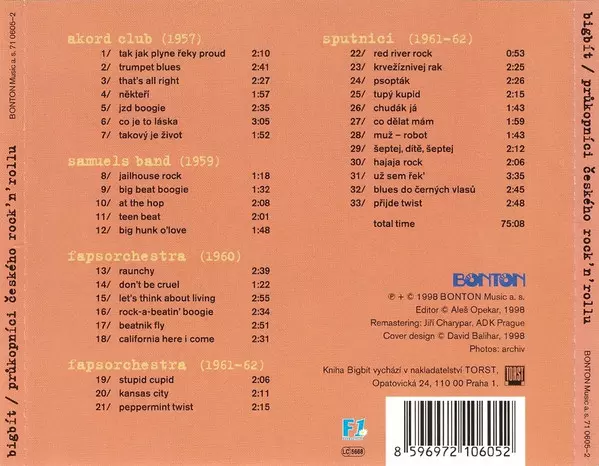 bigbít / průkopníci českého rock'n'rollu
BONTON Music a. s. 71 0605-2
akord club (1957)
1/ tak jak plyne řeky proud 2:10
2/ trumpet blues 2:41
3/ that's all right 2:27
4/ někteří 2:17
5/ jzd boogie 2:35
6/ co je to láska 3:05
7/ takový je život 1:52
samuels band (1959)
8/ jailhouse rock 1:18
9/ big beat boogie 1:32
10/ at the hop 2:08
11/ teen beat 2:01
12/ big hunk o'love 1:48
fapsorchestra (1960)
13/ raunchy 2:39
14/ don't be cruel 1:22
15/ let's think about living 2:55
16/ rock-a-beatin' boogie 2:34
17/ beatnik fly 2:51
18/ california here i come 2:31
fapsorchestra (1961-62)
19/ stupid cupid 2:06
20/ kansas city 2:11
21/ peppermint twist 2:15
sputnici (1961-62)
22/ red river rock 0:53
23/ krvežíznivej rak 2:25
24/ psopták 2:26
25/ tupý kupid 2:15
26/ chudák já 1:43
27/ co dělat mám 1:59
28/ muž – robot 1:43
29/ šeptej, dítě, šeptej 2:12
30/ hajaja rock 2:06
31/ už sem řek' 3:35
32/ blues do černých vlasů 2:45
33/ přijde twist 2:48
total time 75:08
BONTON
℗ + © 1998 BONTON Music a. s.
Editor © Aleš Opekar, 1998
Remastering: Jiří Charypar, ADK Prague
Cover design © David Balihar, 1998
Photos: archiv
Kniha Bigbít vychází v nakladatelství TORST,
Opatovická 24, 110 00 Praha 1.
TORST
F1
LC 5668
8 596972 106052
bigbít / průkopníci českého rock'n'rollu
BONTON Music a. s. 71 0605-2